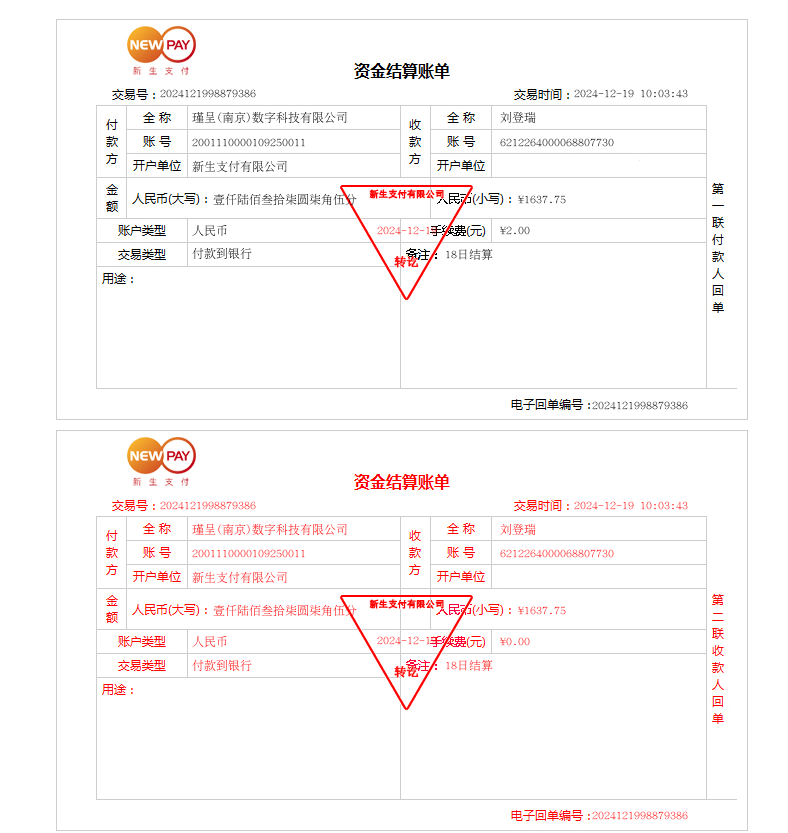 NEW PAY
新生支付
资金结算账单
交易号：2024121998879386 交易时间：2024-12-19 10:03:43
付款方 全 称 瑾呈(南京)数字科技有限公司 收款方 全 称 刘登瑞
账 号 2001110000109250011 账 号 6212264000068807730
开户单位 新生支付有限公司 开户单位
金额 人民币(大写)：壹仟陆佰叁拾柒圆柒角伍分 人民币(小写)：¥1637.75
新生支付有限公司
账户类型 人民币 2024-12-1 手续费(元) ¥2.00
交易类型 付款到银行 备注：18日结算
转讫
用途：
第一联付款人回单
电子回单编号：2024121998879386
NEW PAY
新生支付
资金结算账单
交易号：2024121998879386 交易时间：2024-12-19 10:03:43
付款方 全 称 瑾呈(南京)数字科技有限公司 收款方 全 称 刘登瑞
账 号 2001110000109250011 账 号 6212264000068807730
开户单位 新生支付有限公司 开户单位
金额 人民币(大写)：壹仟陆佰叁拾柒圆柒角伍分 人民币(小写)：¥1637.75
新生支付有限公司
账户类型 人民币 2024-12-1 手续费(元) ¥0.00
交易类型 付款到银行 备注：18日结算
转讫
用途：
第二联收款人回单
电子回单编号：2024121998879386